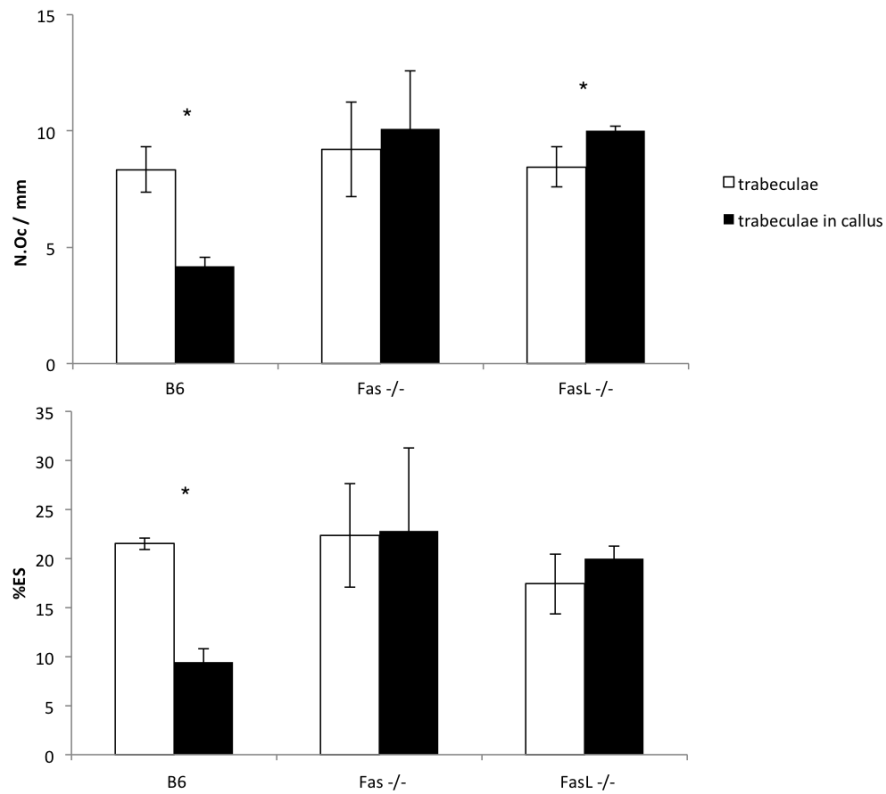 15
10
5
0
N.Oc / mm
*
*
B6
Fas -/-
FasL -/-
trabeculae
trabeculae in callus
35
30
25
20
15
10
5
0
%ES
*
B6
Fas -/-
FasL -/-